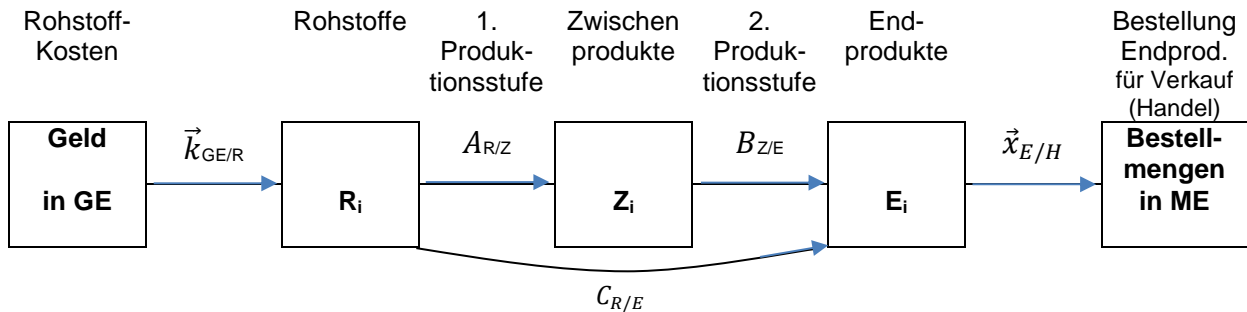 Rohstoff-
Kosten
Rohstoffe
1.
Produk-
tionsstufe
Zwischen
produkte
2.
Produk-
tionsstufe
End-
produkte
Bestellung
Endprod.
für Verkauf
(Handel)
Geld
in GE
k⃗GE/R
Ri
AR/Z
Zi
BZ/E
Ei
x⃗E/H
Bestell-
mengen
in ME
CR/E